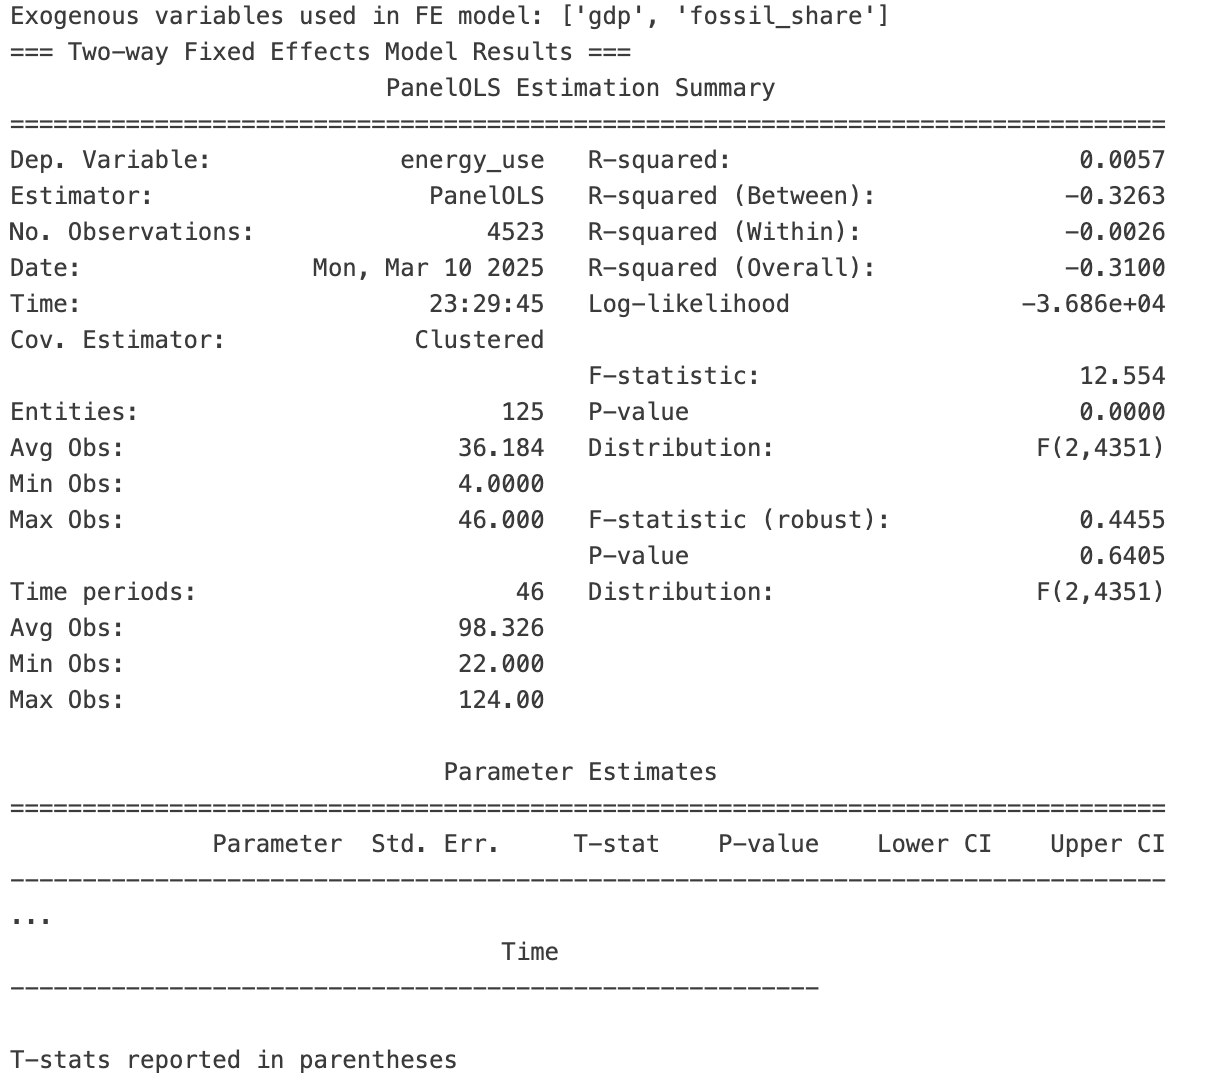 Exogenous variables used in FE model: ['gdp', 'fossil_share']
=== Two-way Fixed Effects Model Results ===
                          PanelOLS Estimation Summary
================================================================================
Dep. Variable:             energy_use   R-squared:                        0.0057
Estimator:                   PanelOLS   R-squared (Between):             -0.3263
No. Observations:                4523   R-squared (Within):              -0.0026
Date:                Mon, Mar 10 2025   R-squared (Overall):             -0.3100
Time:                        23:29:45   Log-likelihood                -3.686e+04
Cov. Estimator:             Clustered
                                        F-statistic:                      12.554
Entities:                         125   P-value                           0.0000
Avg Obs:                       36.184   Distribution:                  F(2,4351)
Min Obs:                       4.0000
Max Obs:                       46.000   F-statistic (robust):             0.4455
                                        P-value                           0.6405
Time periods:                      46   Distribution:                  F(2,4351)
Avg Obs:                       98.326
Min Obs:                       22.000
Max Obs:                       124.00

                              Parameter Estimates
================================================================================
              Parameter  Std. Err.     T-stat    P-value    Lower CI    Upper CI
--------------------------------------------------------------------------------
...
                                  Time
--------------------------------------------------------

T-stats reported in parentheses